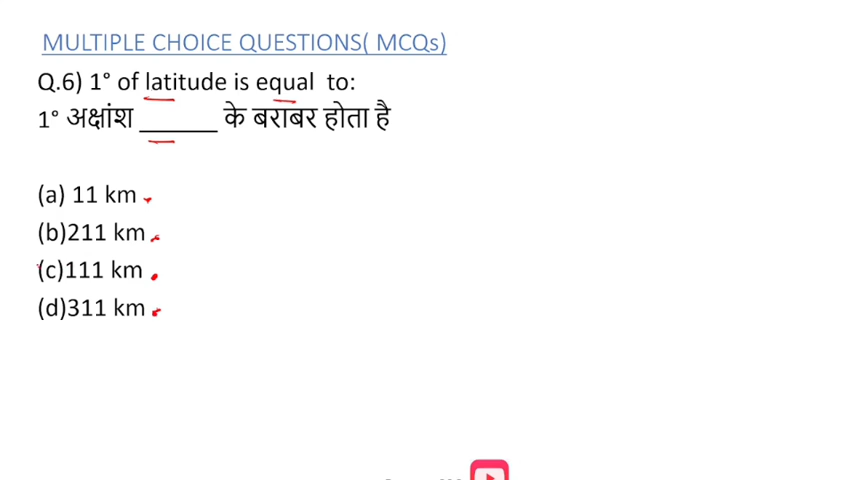 MULTIPLE CHOICE QUESTIONS( MCQs)
Q.6) 1° of latitude is equal to:
1° अक्षांश ______ के बराबर होता है
(a) 11 km
(b)211 km
(c)111 km
(d)311 km